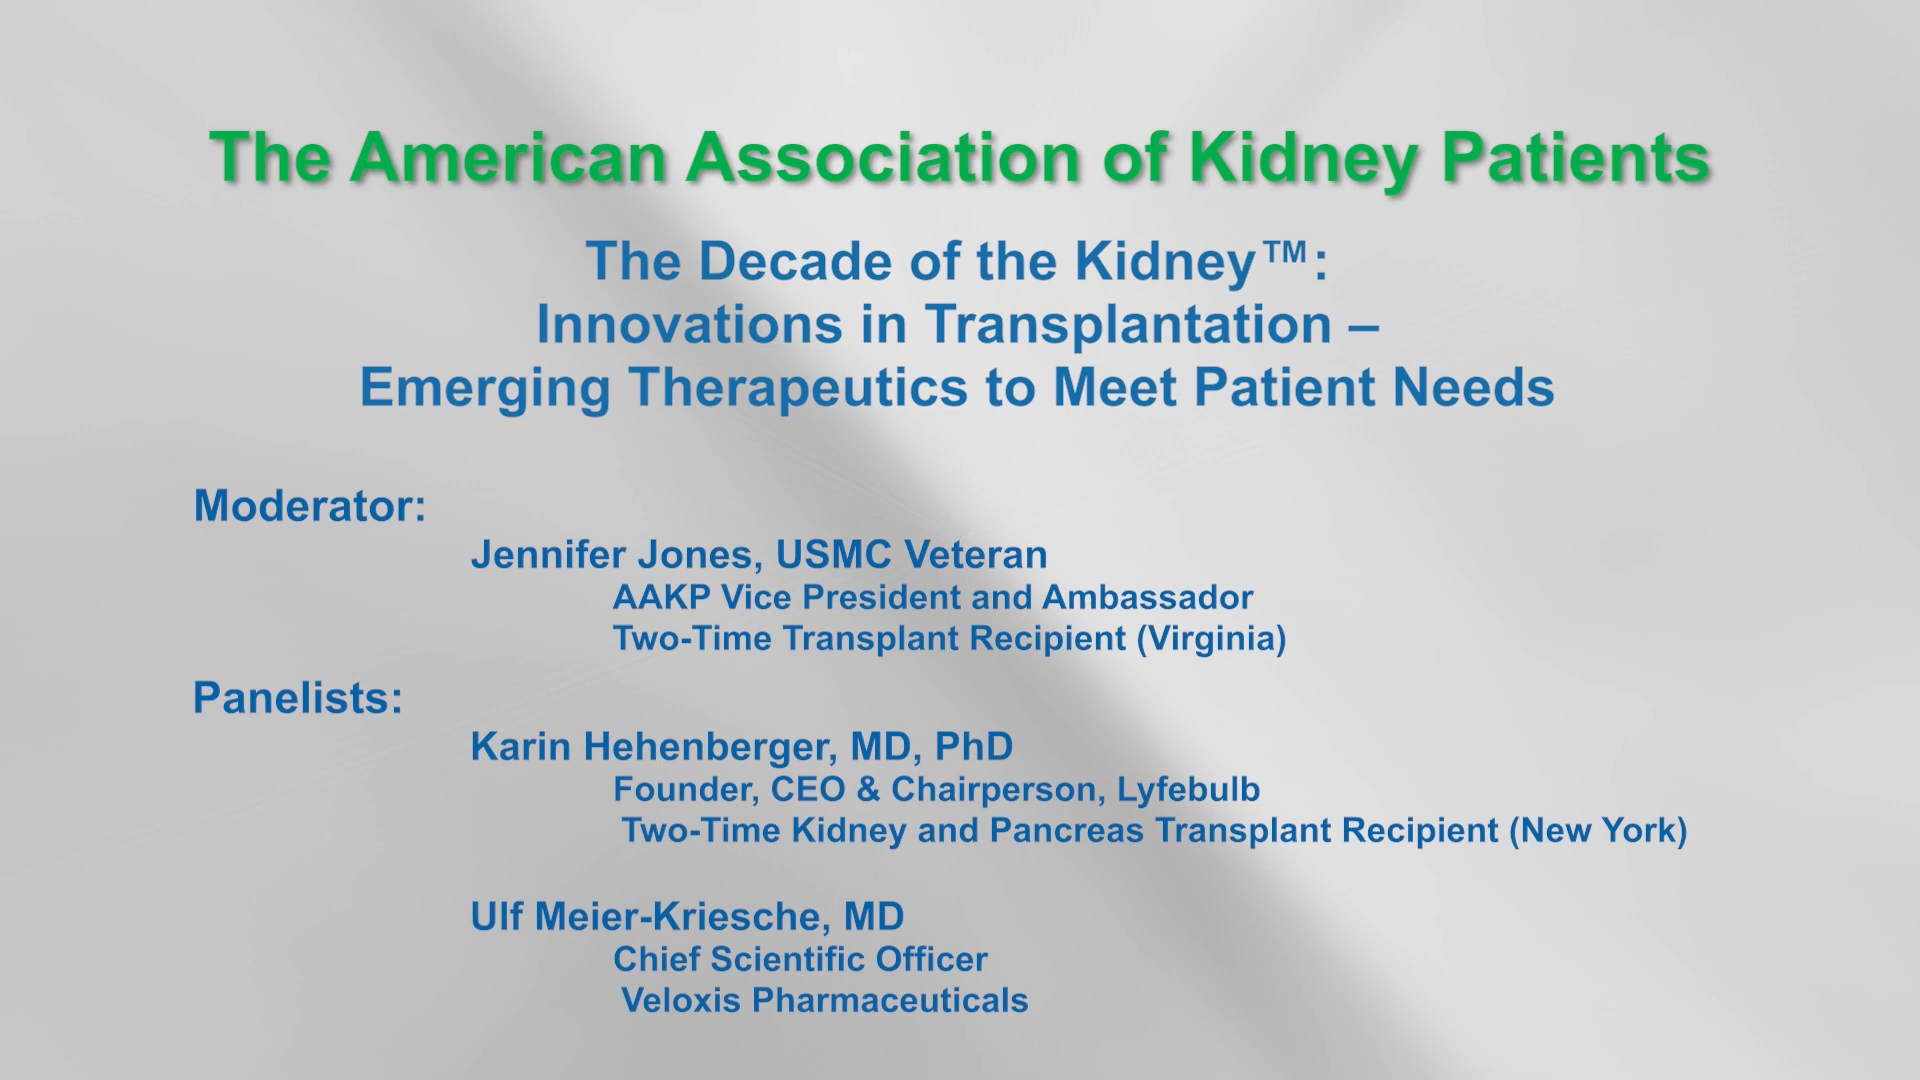 The American Association of Kidney Patients
The Decade of the Kidney™:
Innovations in Transplantation –
Emerging Therapeutics to Meet Patient Needs
Moderator:
Jennifer Jones, USMC Veteran
AAKP Vice President and Ambassador
Two-Time Transplant Recipient (Virginia)
Panelists:
Karin Hehenberger, MD, PhD
Founder, CEO & Chairperson, Lyfebulb
Two-Time Kidney and Pancreas Transplant Recipient (New York)
Ulf Meier-Kriesche, MD
Chief Scientific Officer
Veloxis Pharmaceuticals